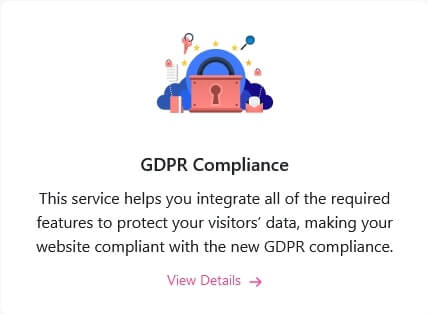 GDPR Compliance
This service helps you integrate all of the required
features to protect your visitors’ data, making your
website compliant with the new GDPR compliance.
View Details →